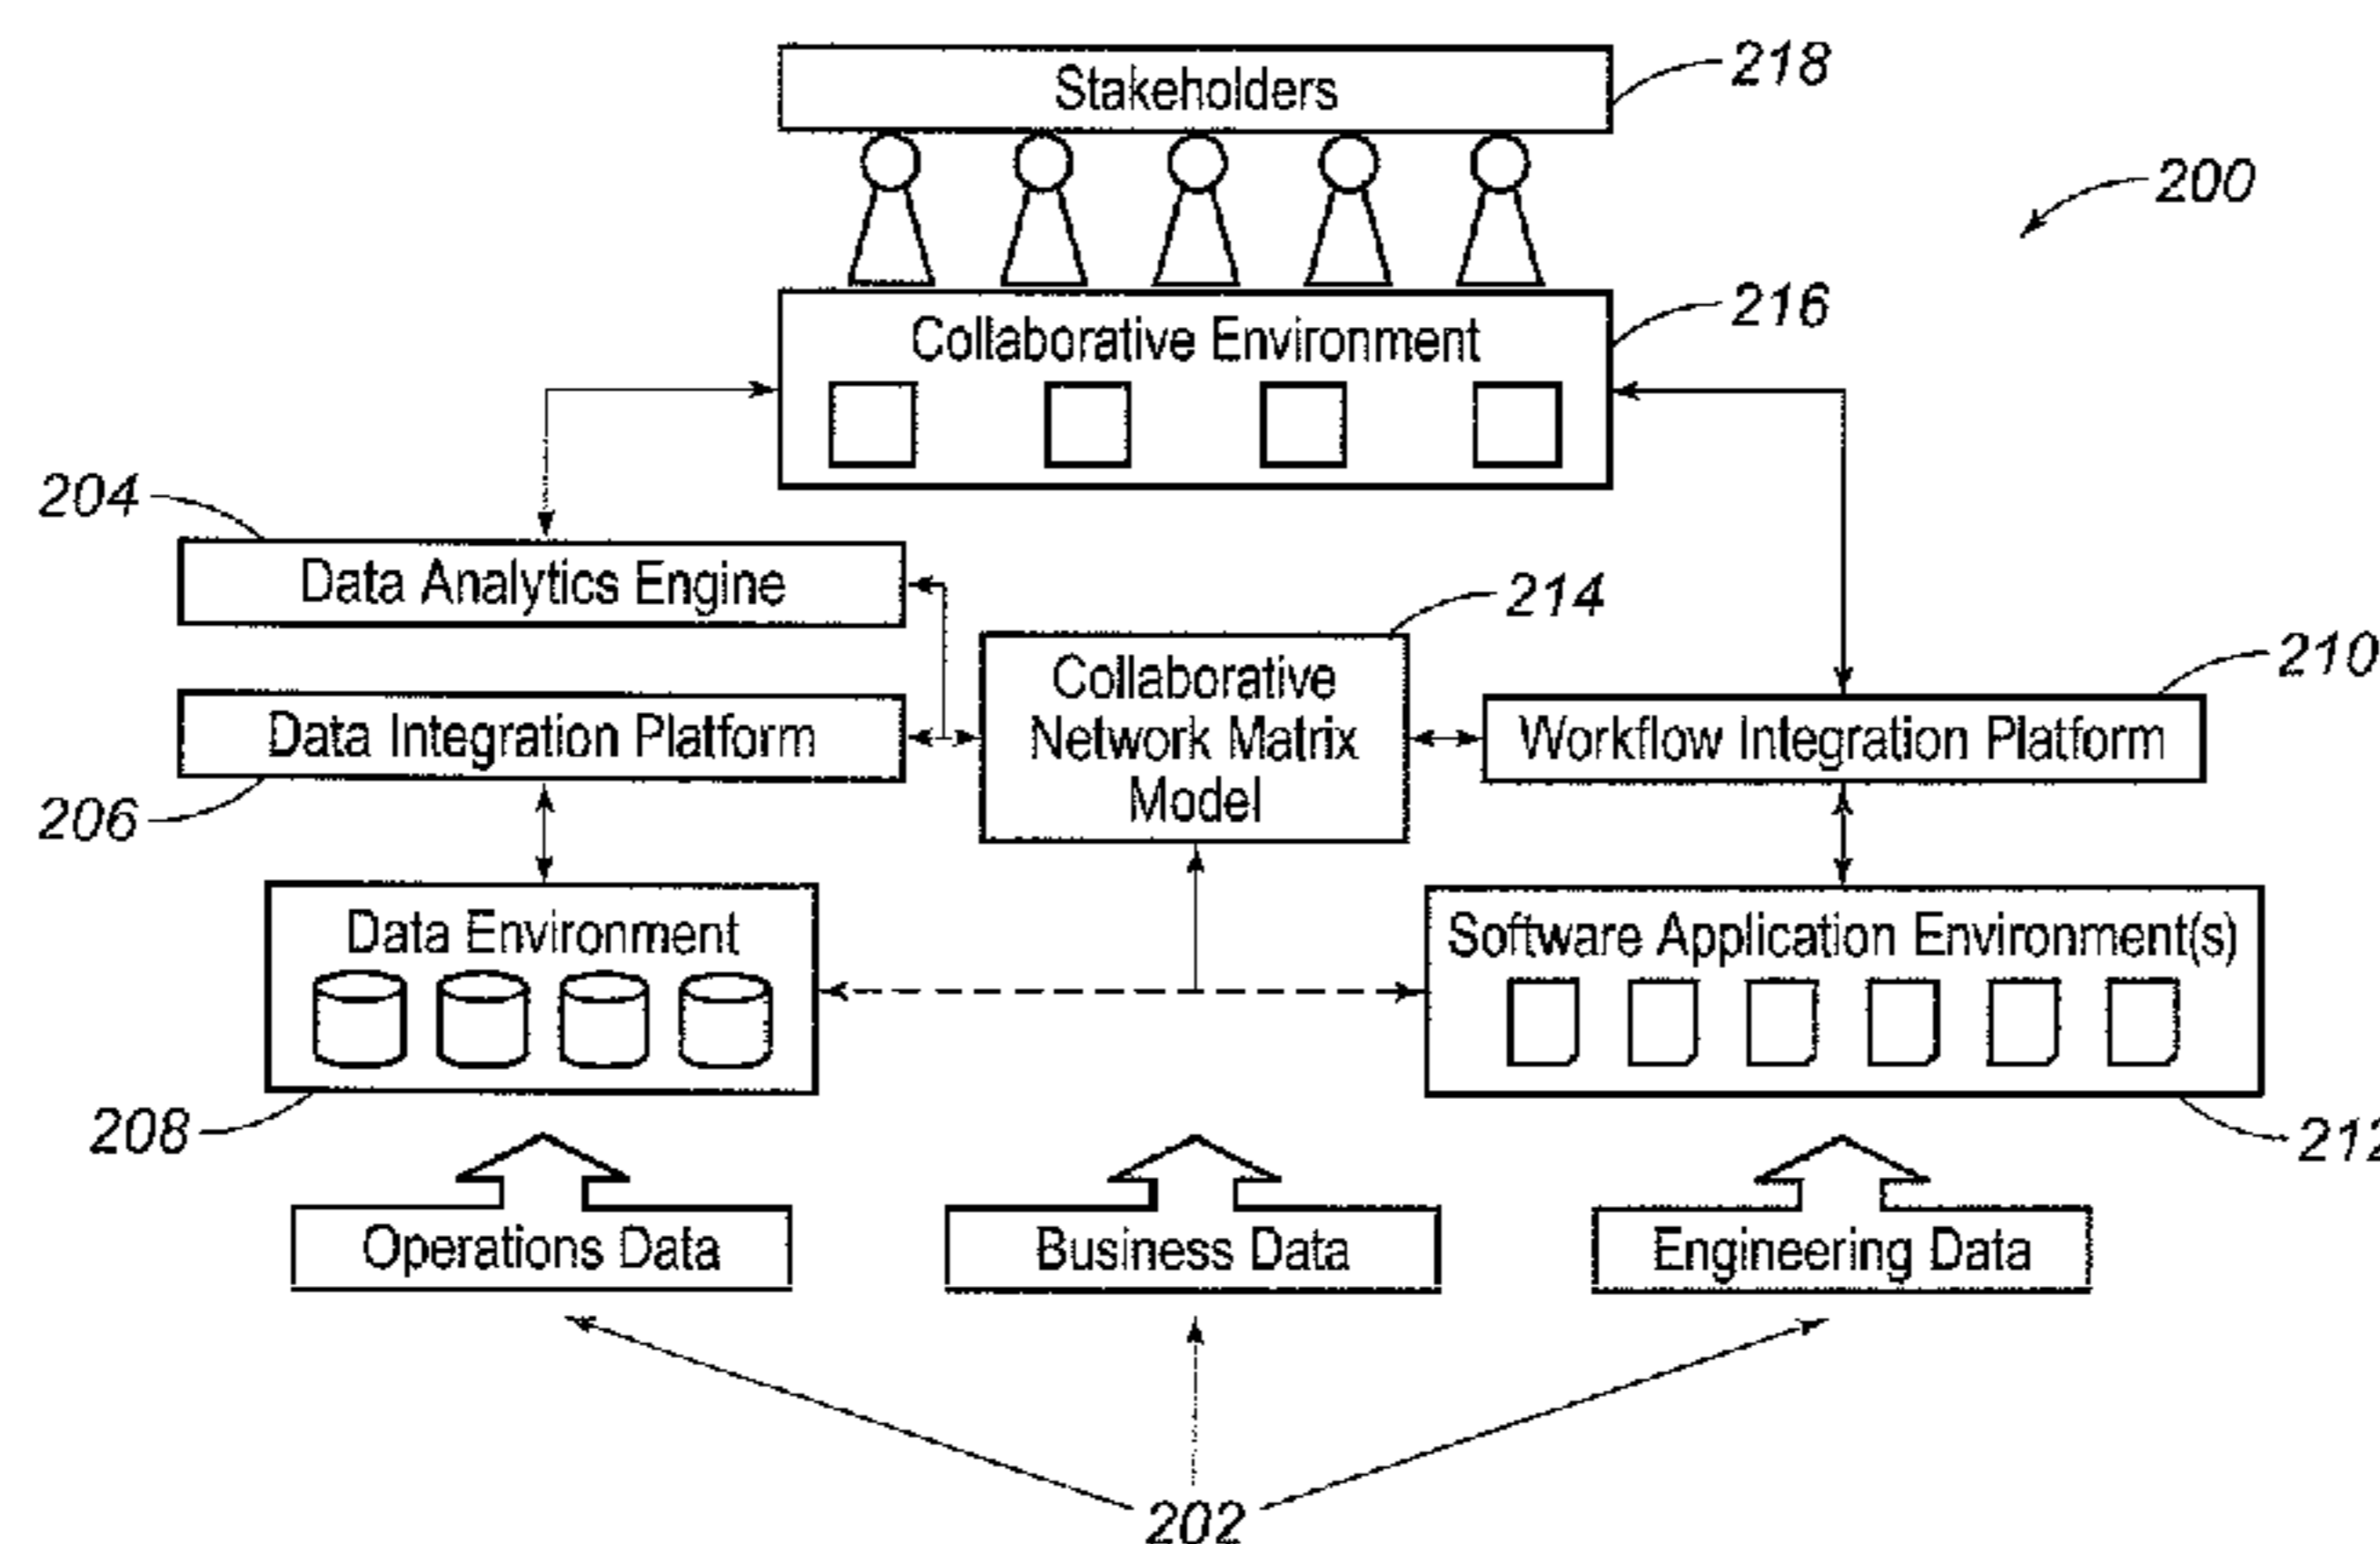 Stakeholders
218
200
Collaborative Environment
216
204
Data Analytics Engine
214
Collaborative
Network Matrix
Model
210
Data Integration Platform
Workflow Integration Platform
206
Data Environment
Software Application Environment(s)
208
212
Operations Data
Business Data
Engineering Data
202